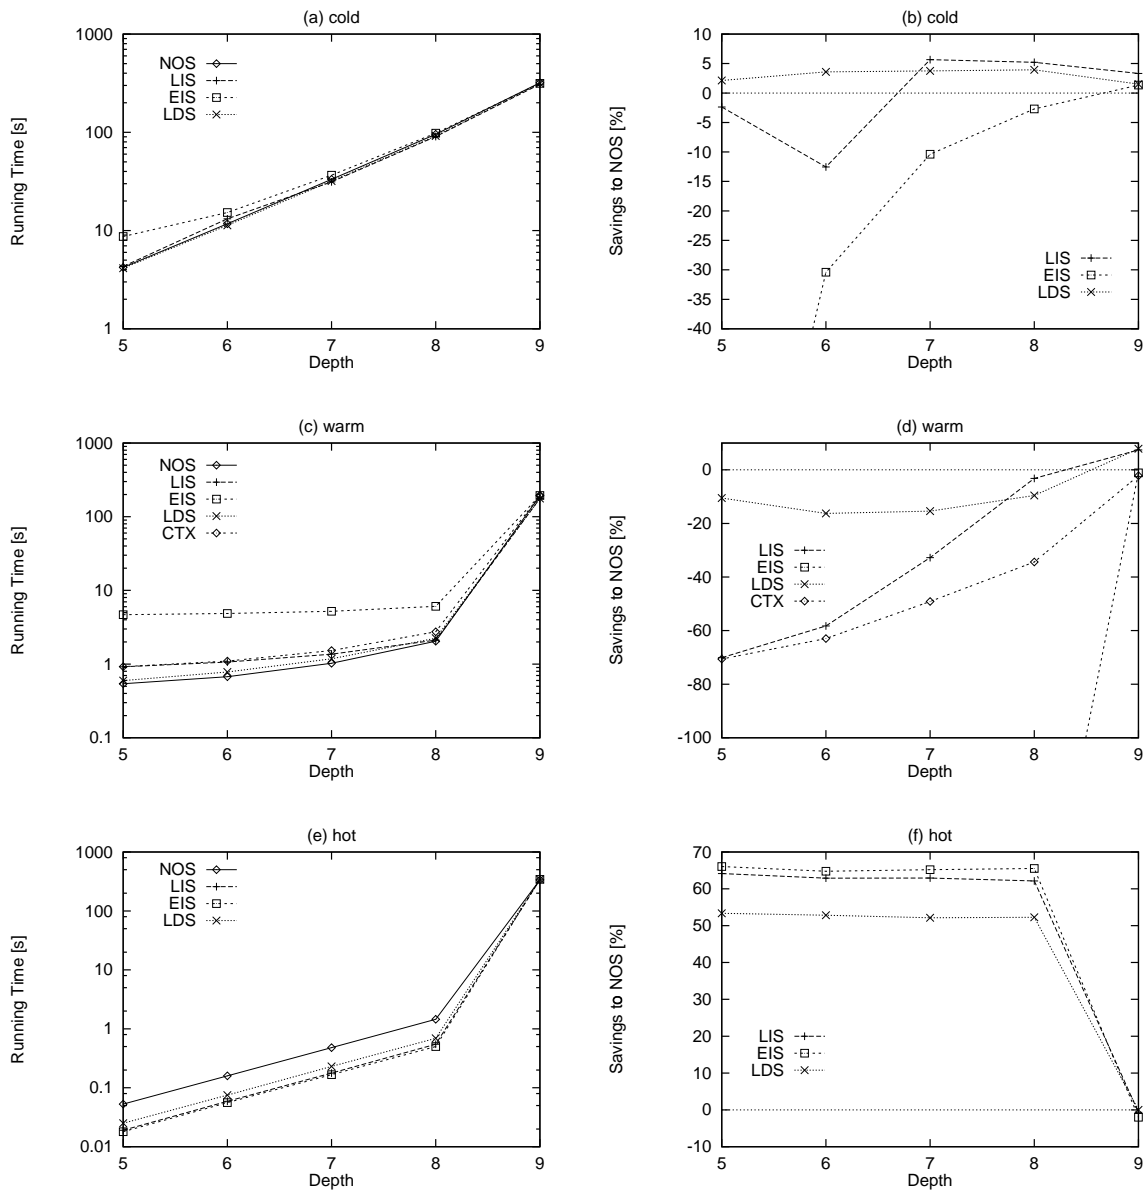 (a) cold
1000
100
10
1
Running Time [s]
NOS
LIS
EIS
LDS
5 6 7 8 9
Depth
(b) cold
10
5
0
-5
-10
-15
-20
-25
-30
-35
-40
Savings to NOS [%]
LIS
EIS
LDS
5 6 7 8 9
Depth
(c) warm
1000
100
10
1
0.1
Running Time [s]
NOS
LIS
EIS
LDS
CTX
5 6 7 8 9
Depth
(d) warm
0
-20
-40
-60
-80
-100
Savings to NOS [%]
LIS
EIS
LDS
CTX
5 6 7 8 9
Depth
(e) hot
1000
100
10
1
0.1
0.01
Running Time [s]
NOS
LIS
EIS
LDS
5 6 7 8 9
Depth
(f) hot
70
60
50
40
30
20
10
0
-10
Savings to NOS [%]
LIS
EIS
LDS
5 6 7 8 9
Depth